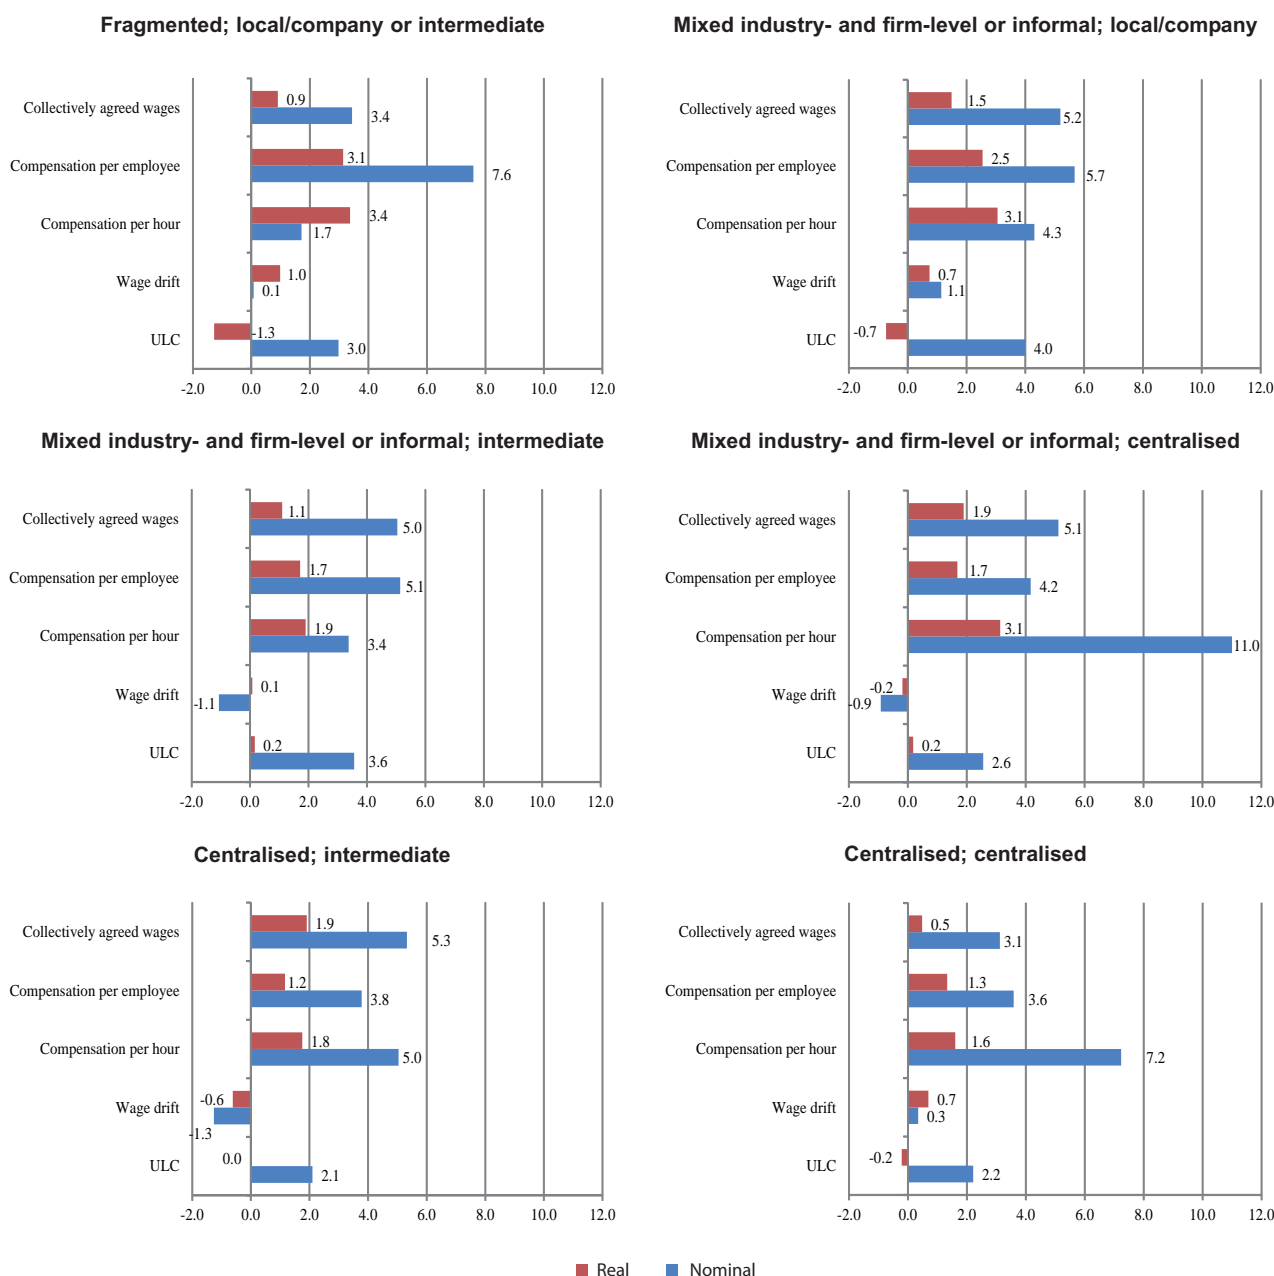 Fragmented; local/company or intermediate
Collectively agreed wages
0.9
3.4
Compensation per employee
3.1
7.6
Compensation per hour
3.4
1.7
Wage drift
1.0
0.1
ULC
-1.3
3.0
-2.0 0.0 2.0 4.0 6.0 8.0 10.0 12.0
Mixed industry- and firm-level or informal; local/company
Collectively agreed wages
1.5
5.2
Compensation per employee
2.5
5.7
Compensation per hour
3.1
4.3
Wage drift
0.7
1.1
ULC
-0.7
4.0
-2.0 0.0 2.0 4.0 6.0 8.0 10.0 12.0
Mixed industry- and firm-level or informal; intermediate
Collectively agreed wages
1.1
5.0
Compensation per employee
1.7
5.1
Compensation per hour
1.9
3.4
Wage drift
0.1
-1.1
ULC
0.2
3.6
-2.0 0.0 2.0 4.0 6.0 8.0 10.0 12.0
Mixed industry- and firm-level or informal; centralised
Collectively agreed wages
1.9
5.1
Compensation per employee
1.7
4.2
Compensation per hour
3.1
11.0
Wage drift
-0.2
-0.9
ULC
0.2
2.6
-2.0 0.0 2.0 4.0 6.0 8.0 10.0 12.0
Centralised; intermediate
Collectively agreed wages
1.9
5.3
Compensation per employee
1.2
3.8
Compensation per hour
1.8
5.0
Wage drift
-0.6
-1.3
ULC
0.0
2.1
-2.0 0.0 2.0 4.0 6.0 8.0 10.0 12.0
Centralised; centralised
Collectively agreed wages
0.5
3.1
Compensation per employee
1.3
3.6
Compensation per hour
1.6
7.2
Wage drift
0.7
0.3
ULC
-0.2
2.2
-2.0 0.0 2.0 4.0 6.0 8.0 10.0 12.0
Real Nominal